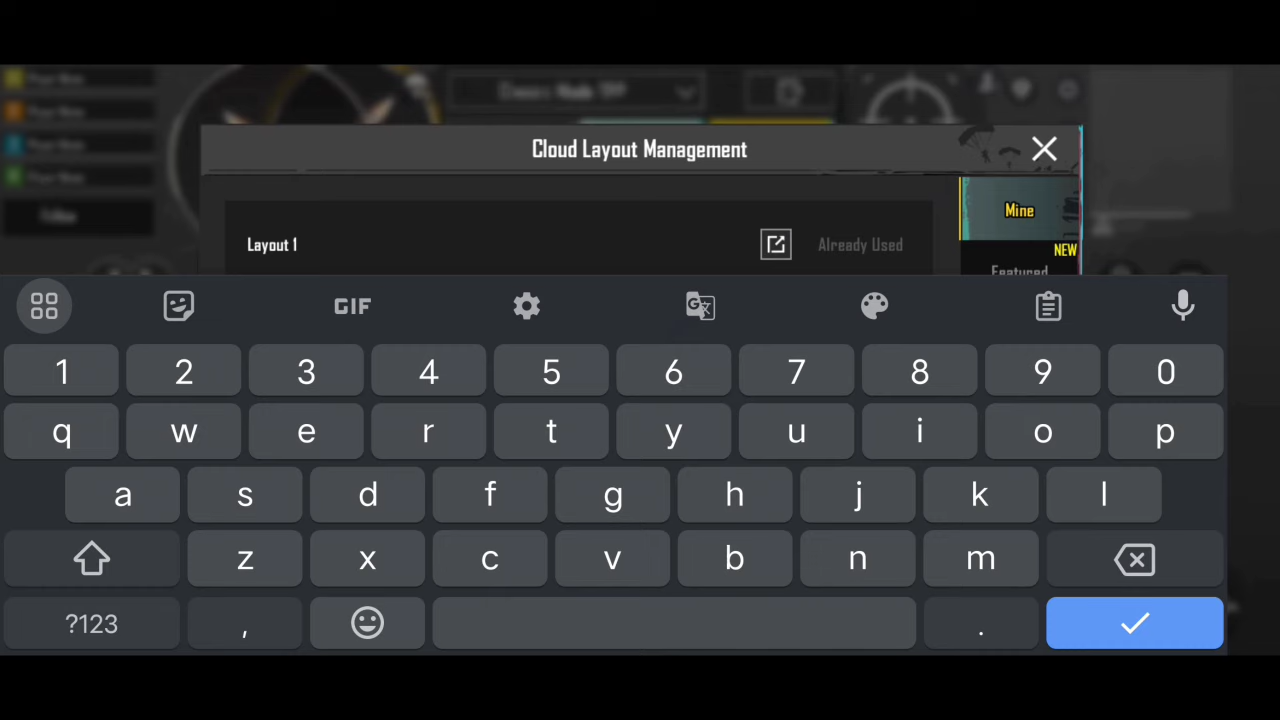 Cloud Layout Management
Mine
Layout 1
Already Used
NEW
Featured
GIF
1 2 3 4 5 6 7 8 9 0
q w e r t y u i o p
a s d f g h j k l
z x c v b n m
?123 , .